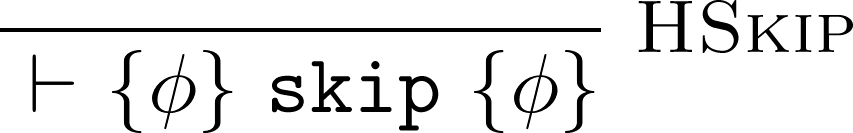 HSKIP
⊢ {ϕ} skip {ϕ}